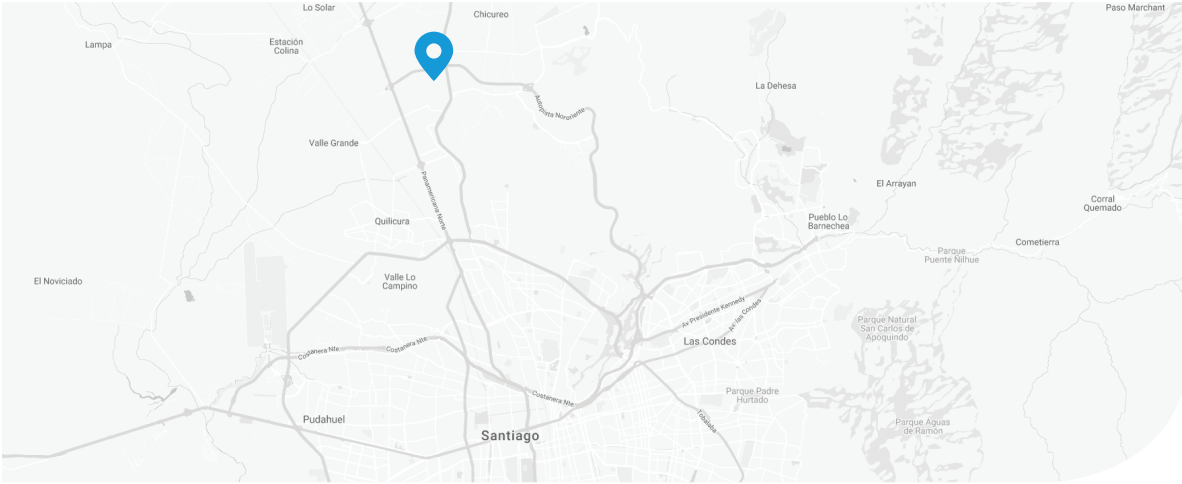 Lo Solar
Chicureo
Paso Marchant
Lampa
Estación
Colina
La Dehesa
Autopista Nororiente
Valle Grande
El Arrayan
Panamericana Norte
Corral
Quemado
Quilicura
Pueblo Lo
Barnechea
Cometierra
Parque
Puente Ñilhue
El Noviciado
Valle Lo
Campino
Av Presidente Kennedy
Av. las Condes
Parque Natural
San Carlos de
Apoquindo
Costanera Nte
Costanera Nte
Las Condes
Parque Padre
Hurtado
Costanera Nte
Pudahuel
Tobalaba
Parque Aguas
de Ramón
Santiago